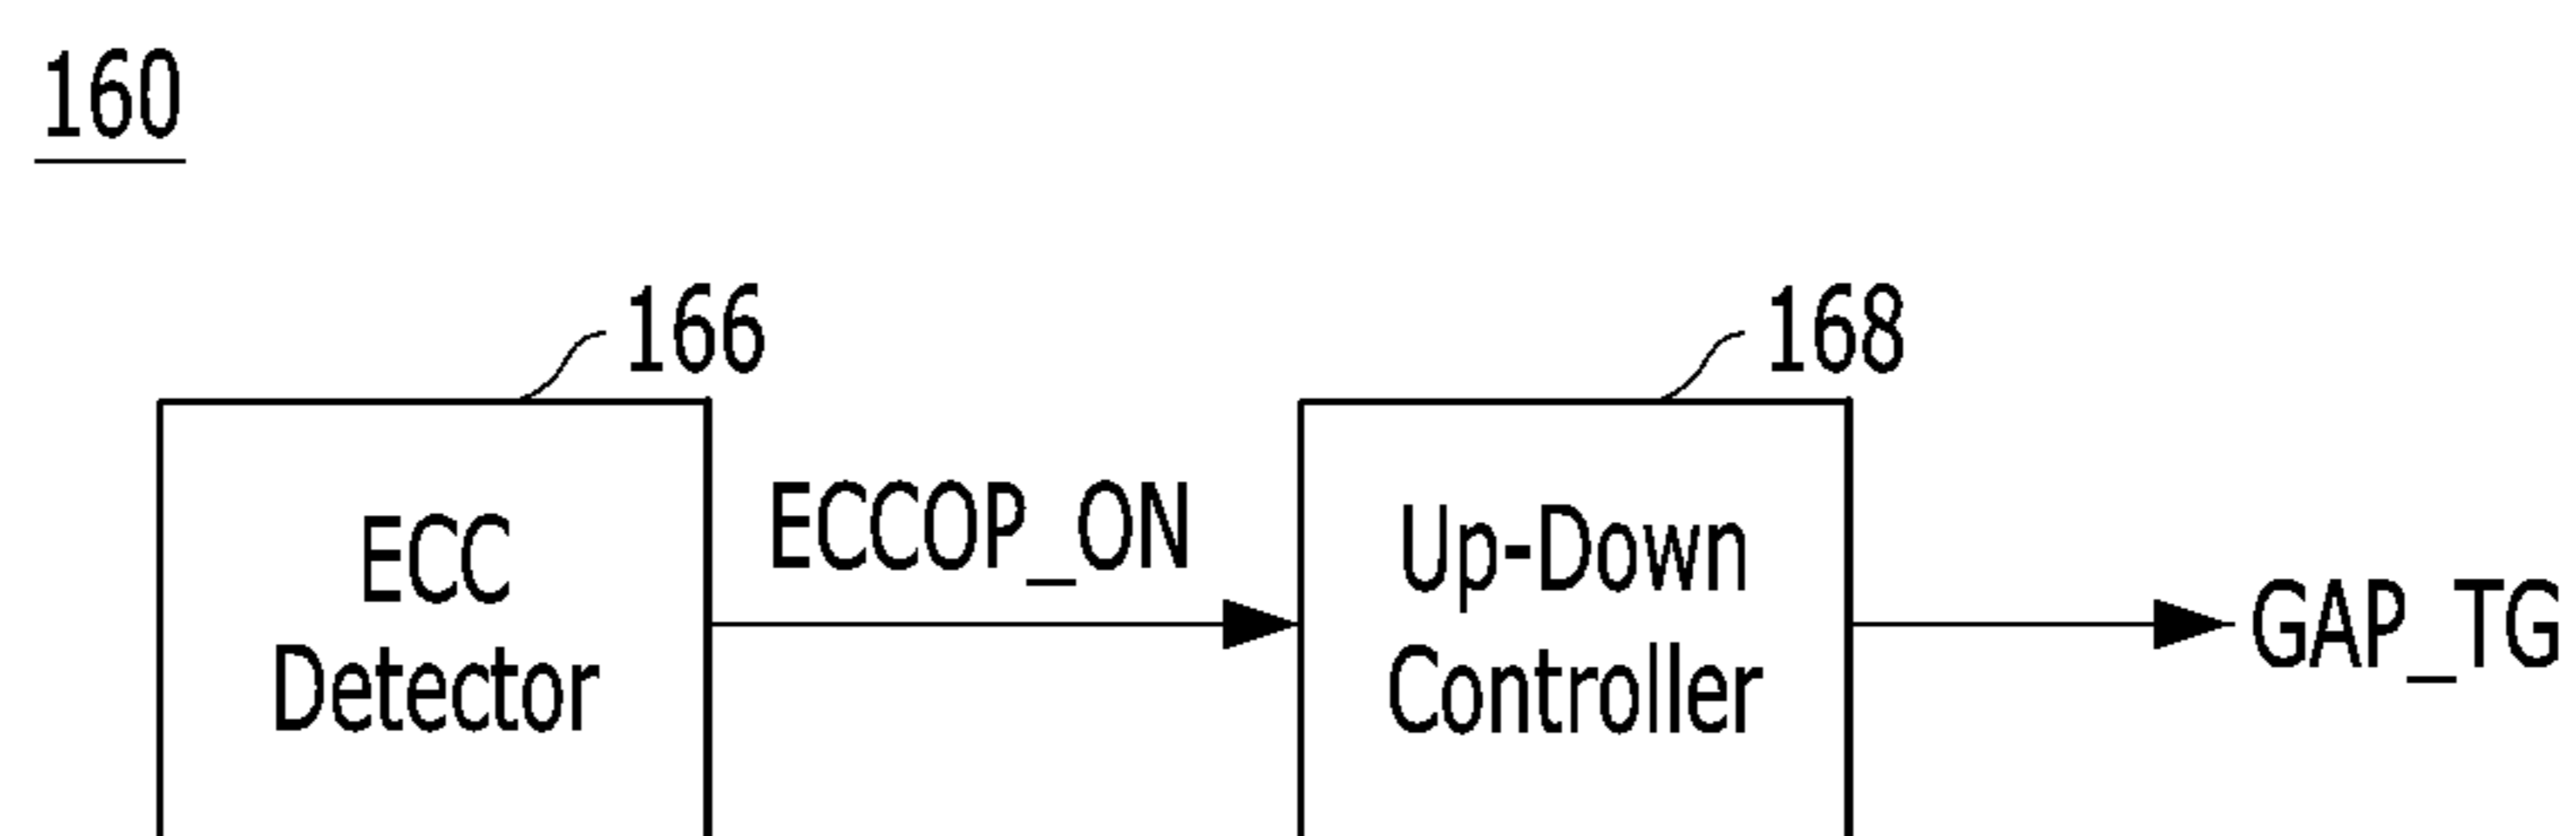 160
166
168
ECC
Detector
ECCOP_ON
Up-Down
Controller
GAP_TG